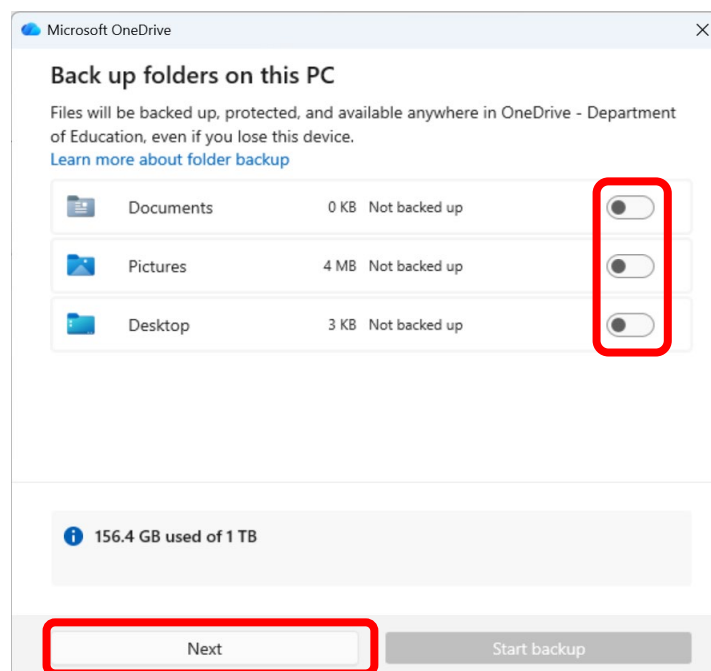 Microsoft OneDrive
Back up folders on this PC
Files will be backed up, protected, and available anywhere in OneDrive - Department
of Education, even if you lose this device.
Learn more about folder backup
Documents 0 KB Not backed up
Pictures 4 MB Not backed up
Desktop 3 KB Not backed up
156.4 GB used of 1 TB
Next Start backup